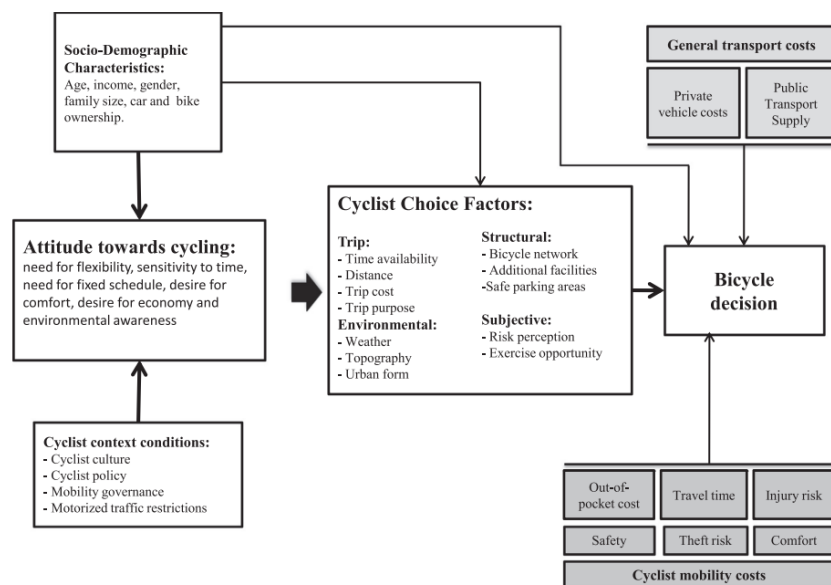 Socio-Demographic
Characteristics:
Age, income, gender,
family size, car and bike
ownership.
General transport costs
Private
vehicle costs
Public
Transport
Supply
Attitude towards cycling:
need for flexibility, sensitivity to time,
need for fixed schedule, desire for
comfort, desire for economy and
environmental awareness
Cyclist Choice Factors:
Trip:
- Time availability
- Distance
- Trip cost
- Trip purpose
Environmental:
- Weather
- Topography
- Urban form
Structural:
- Bicycle network
- Additional facilities
-Safe parking areas
Subjective:
- Risk perception
- Exercise opportunity
Bicycle
decision
Cyclist context conditions:
- Cyclist culture
- Cyclist policy
- Mobility governance
- Motorized traffic restrictions
Out-of-
pocket cost
Travel time
Injury risk
Safety
Theft risk
Comfort
Cyclist mobility costs